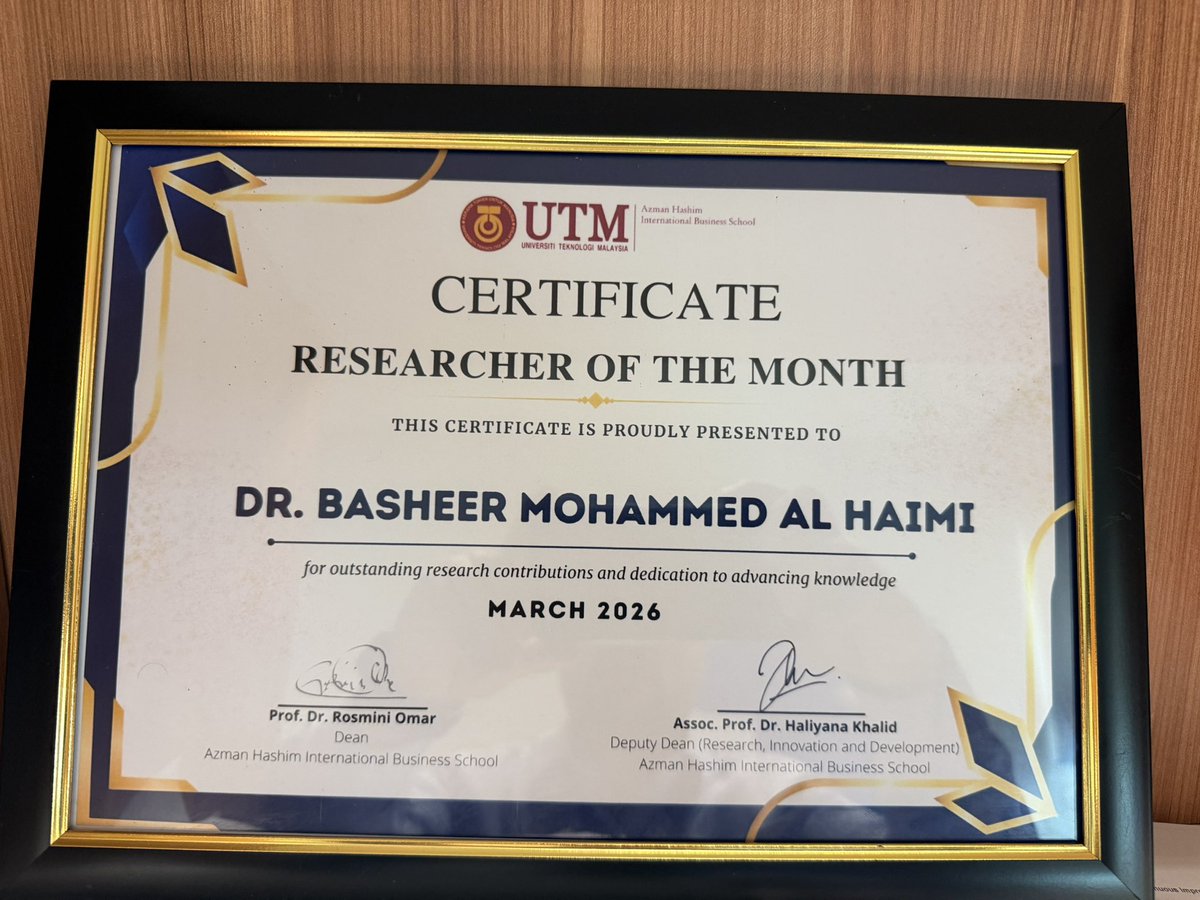 UTM
UNIVERSITI TEKNOLOGI MALAYSIA
Azman Hashim
International Business School
CERTIFICATE
RESEARCHER OF THE MONTH
THIS CERTIFICATE IS PROUDLY PRESENTED TO
DR. BASHEER MOHAMMED AL HAIMI
for outstanding research contributions and dedication to advancing knowledge
MARCH 2026
Prof. Dr. Rosmini Omar
Dean
Azman Hashim International Business School
Assoc. Prof. Dr. Haliyana Khalid
Deputy Dean (Research, Innovation and Development)
Azman Hashim International Business School